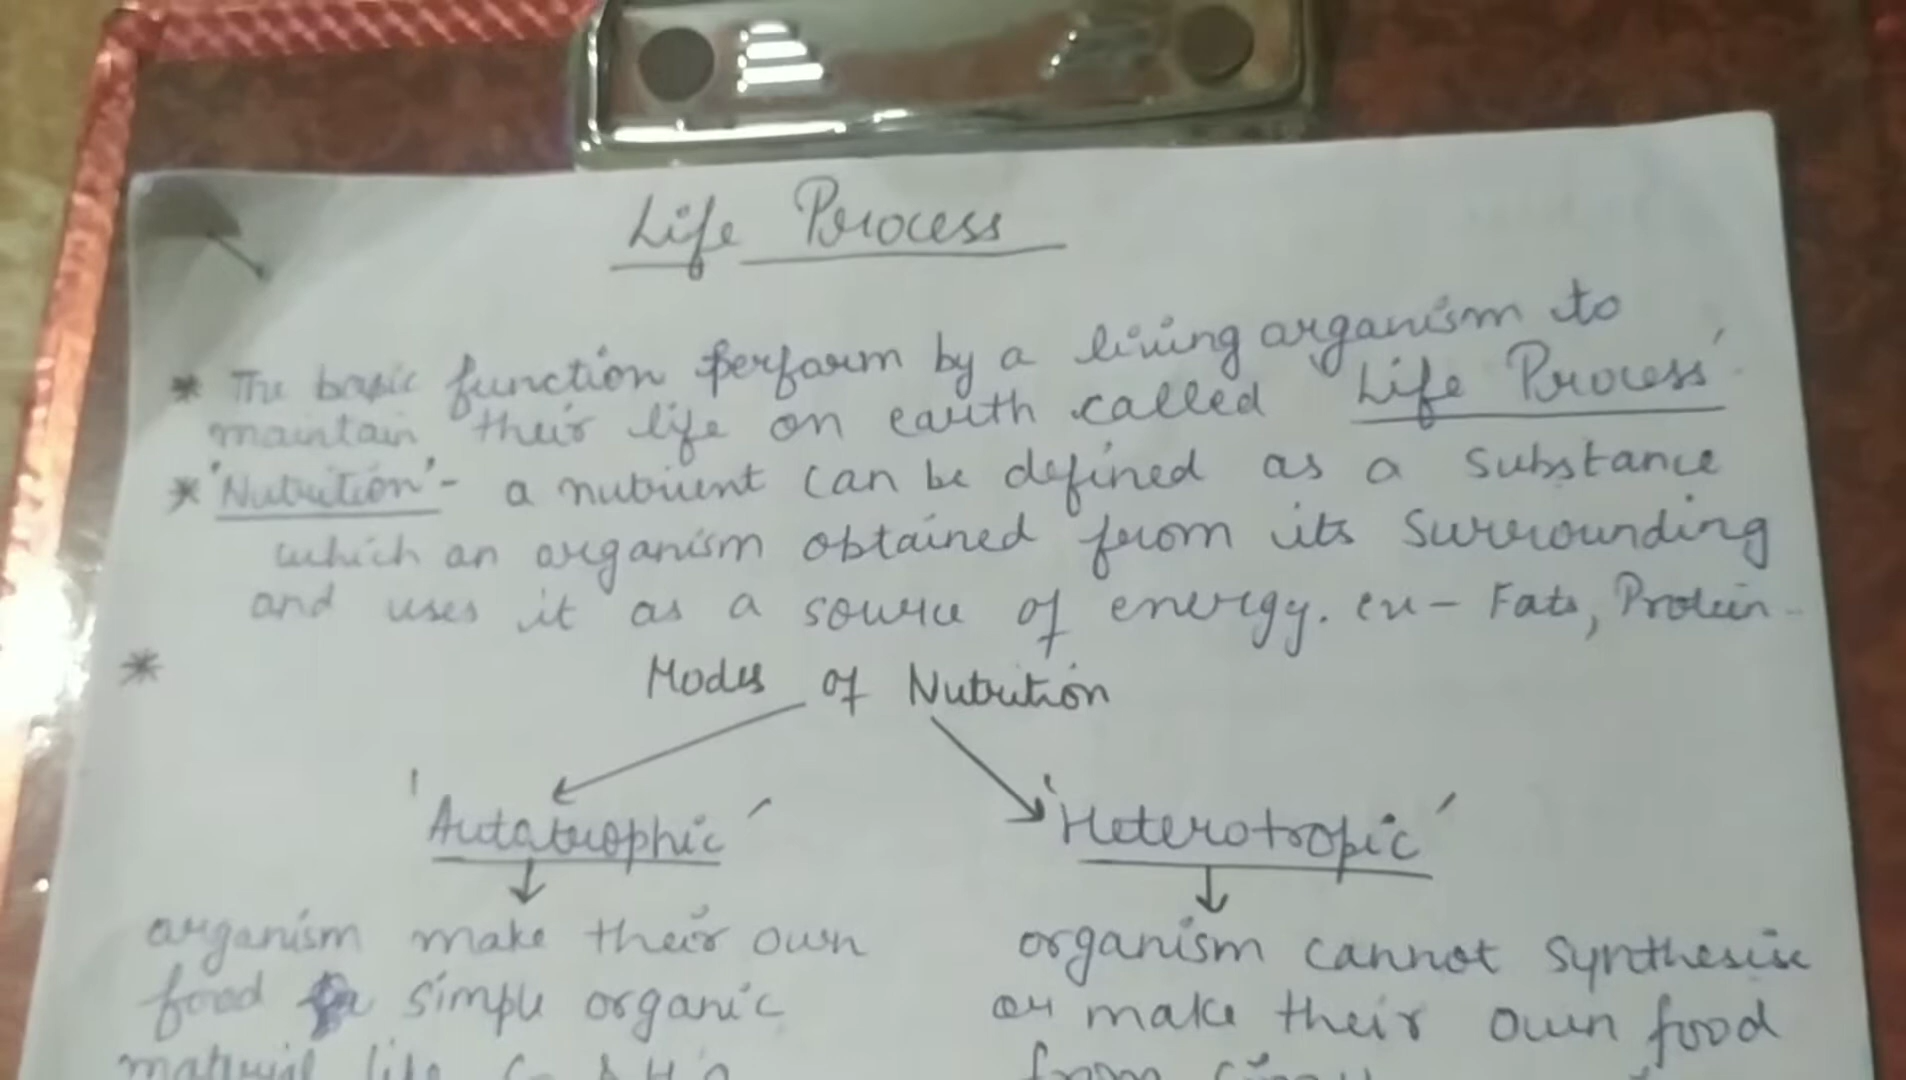 Life Process
* The basic function perform by a living organism to
maintain their life on earth called 'Life Process'
* 'Nutrition' - a nutrient can be defined as a substance
which an organism obtained from its surrounding
and uses it as a source of energy. ex - Fats, Protein
* Modes of Nutrition
'Autotrophic' 'Heterotropic'
organism make their own
food simple organic
material like
organism cannot synthesise
or make their own food
from